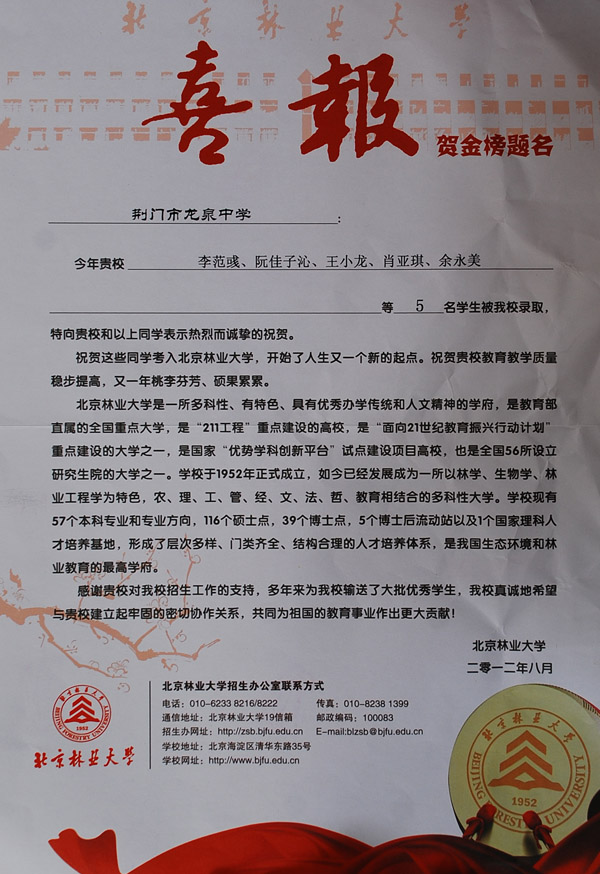 北京林业大学
喜報
贺金榜题名
荆门市龙泉中学：
今年贵校 李范彧、阮佳子沁、王小龙、肖亚琪、余永美
等 5 名学生被我校录取，
特向贵校和以上同学表示热烈而诚挚的祝贺。
祝贺这些同学考入北京林业大学，开始了人生又一个新的起点。祝贺贵校教育教学质量
稳步提高，又一年桃李芬芳、硕果累累。
北京林业大学是一所多科性、有特色、具有优秀办学传统和人文精神的学府，是教育部
直属的全国重点大学，是“211工程”重点建设的高校，是“面向21世纪教育振兴行动计划”
重点建设的大学之一，是国家“优势学科创新平台”试点建设项目高校，也是全国56所设立
研究生院的大学之一。学校于1952年正式成立，如今已经发展成为一所以林学、生物学、林
业工程学为特色，农、理、工、管、经、文、法、哲、教育相结合的多科性大学。学校现有
57个本科专业和专业方向，116个硕士点，39个博士点，5个博士后流动站以及1个国家理科人
才培养基地，形成了层次多样、门类齐全、结构合理的人才培养体系，是我国生态环境和林
业教育的最高学府。
感谢贵校对我校招生工作的支持，多年来为我校输送了大批优秀学生，我校真诚地希望
与贵校建立起牢固的密切协作关系，共同为祖国的教育事业作出更大贡献！
北京林业大学
二零一二年八月
北京林业大学招生办公室联系方式
电话：010-6233 8216/8222 传真：010-8238 1399
通信地址：北京林业大学19信箱 邮政编码：100083
招生办网址：http://zsb.bjfu.edu.cn E-mail:blzsb@bjfu.edu.cn
学校地址：北京海淀区清华东路35号
学校网址：http://www.bjfu.edu.cn
北京林业大学
BEIJING FORESTRY UNIVERSITY
1952
北京林业大学
北京林业大学
BEIJING FORESTRY UNIVERSITY
1952